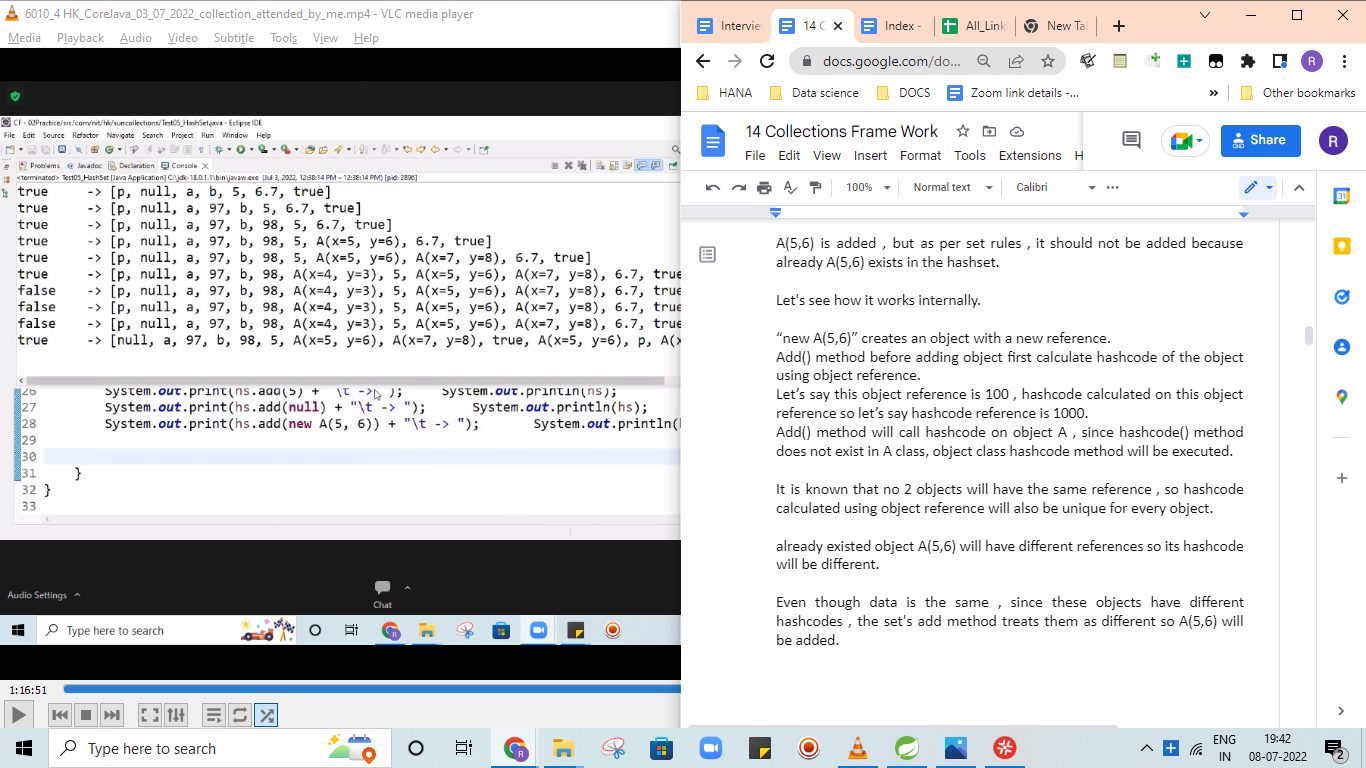 6010_4 HK_CoreJava_03_07_2022_collection_attended_by_me.mp4 - VLC media player
Media Playback Audio Video Subtitle Tools View Help
CF - 02Practice/src/com/nit/hk/suncollections/Test05_HashSet.java - Eclipse IDE
File Edit Source Refactor Navigate Search Project Run Window Help
Problems Javadoc Declaration Console
<terminated> Test05_HashSet [Java Application] C:\jdk-18.0.1.1\bin\javaw.exe (Jul 3, 2022, 12:38:14 PM – 12:38:14 PM) [pid: 2896]
true -> [p, null, a, b, 5, 6.7, true]
true -> [p, null, a, 97, b, 5, 6.7, true]
true -> [p, null, a, 97, b, 98, 5, 6.7, true]
true -> [p, null, a, 97, b, 98, 5, A(x=5, y=6), 6.7, true]
true -> [p, null, a, 97, b, 98, 5, A(x=5, y=6), A(x=7, y=8), 6.7, true]
true -> [p, null, a, 97, b, 98, A(x=4, y=3), 5, A(x=5, y=6), A(x=7, y=8), 6.7, true
false -> [p, null, a, 97, b, 98, A(x=4, y=3), 5, A(x=5, y=6), A(x=7, y=8), 6.7, true
false -> [p, null, a, 97, b, 98, A(x=4, y=3), 5, A(x=5, y=6), A(x=7, y=8), 6.7, true
false -> [p, null, a, 97, b, 98, A(x=4, y=3), 5, A(x=5, y=6), A(x=7, y=8), 6.7, true
true -> [null, a, 97, b, 98, 5, A(x=5, y=6), A(x=7, y=8), true, A(x=5, y=6), p, A(x
26 System.out.print(hs.add(5) + "\t -> "); System.out.println(hs);
27 System.out.print(hs.add(null) + "\t -> "); System.out.println(hs);
28 System.out.print(hs.add(new A(5, 6)) + "\t -> "); System.out.println(
29
30
31 }
32 }
33
Audio Settings
Chat
Type here to search
1:16:51
Interview
14 C
Index -
All_Link
New Tab
docs.google.com/do...
R
HANA Data science DOCS Zoom link details -... » Other bookmarks
14 Collections Frame Work
File Edit View Insert Format Tools Extensions H
Share
R
100% Normal text Calibri
31
A(5,6) is added , but as per set rules , it should not be added because
already A(5,6) exists in the hashset.
Let's see how it works internally.
“new A(5,6)” creates an object with a new reference.
Add() method before adding object first calculate hashcode of the object
using object reference.
Let’s say this object reference is 100 , hashcode calculated on this object
reference so let’s say hashcode reference is 1000.
Add() method will call hashcode on object A , since hashcode() method
does not exist in A class, object class hashcode method will be executed.
It is known that no 2 objects will have the same reference , so hashcode
calculated using object reference will also be unique for every object.
already existed object A(5,6) will have different references so its hashcode
will be different.
Even though data is the same , since these objects have different
hashcodes , the set's add method treats them as different so A(5,6) will
be added.
Type here to search
ENG
IN
19:42
08-07-2022
2